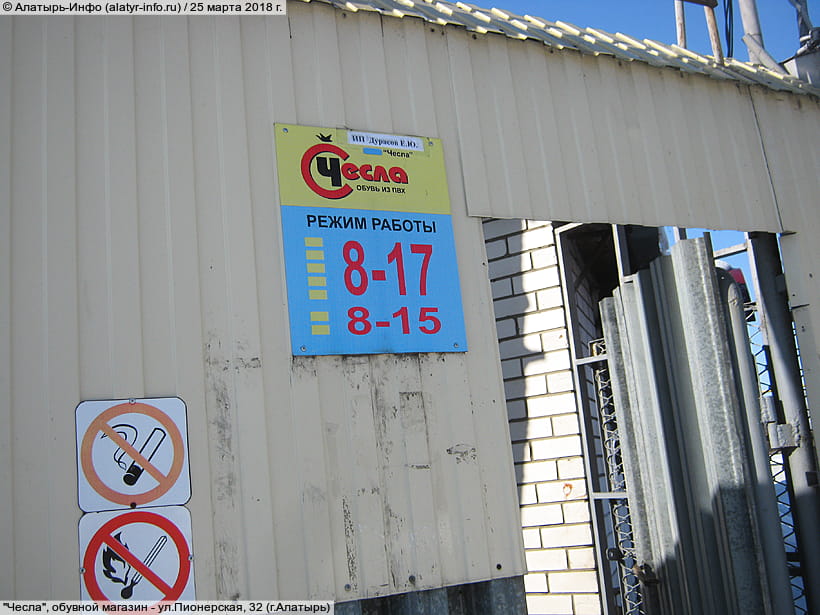 © Алатырь-Инфо (alatyr-info.ru) / 25 марта 2018 г.
ИП Дурасов Е.Ю.
"Чесла"
Чесла
ОБУВЬ ИЗ ПВХ
РЕЖИМ РАБОТЫ
8-17
8-15
"Чесла", обувной магазин - ул.Пионерская, 32 (г.Алатырь)